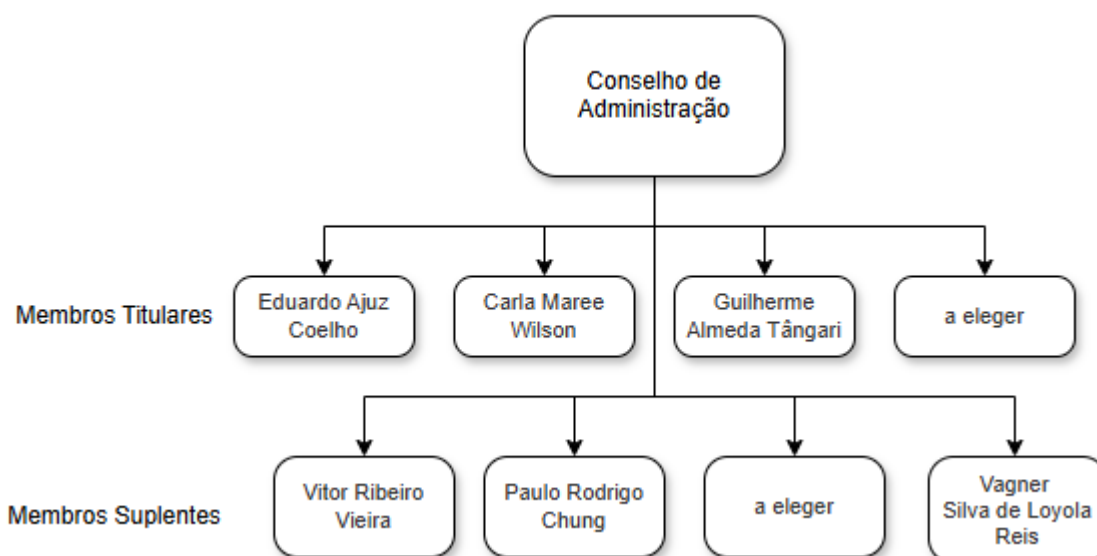 Conselho de
Administração
Membros Titulares
Eduardo Ajuz
Coelho
Carla Maree
Wilson
Guilherme
Almeda Tângari
a eleger
Membros Suplentes
Vitor Ribeiro
Vieira
Paulo Rodrigo
Chung
a eleger
Vagner
Silva de Loyola
Reis